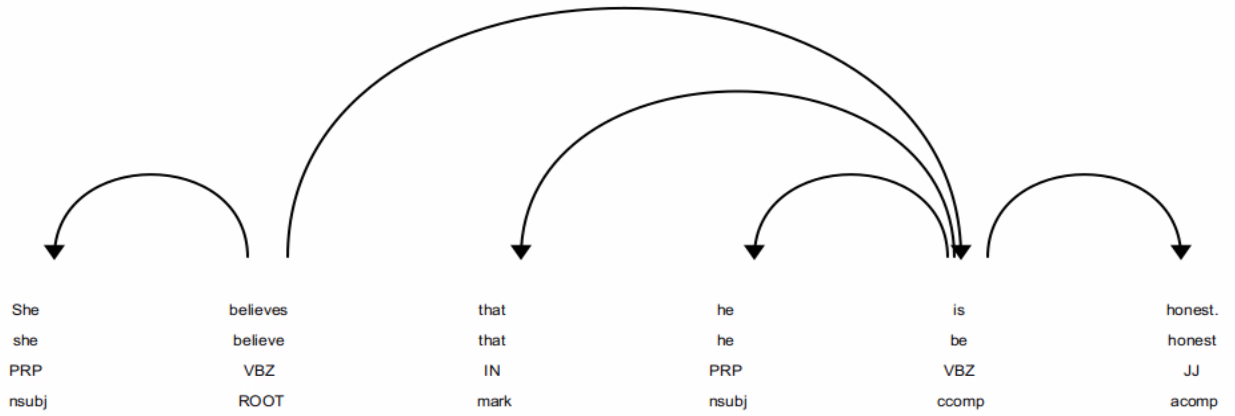 She believes that he is honest.
she believe that he be honest
PRP VBZ IN PRP VBZ JJ
nsubj ROOT mark nsubj ccomp acomp